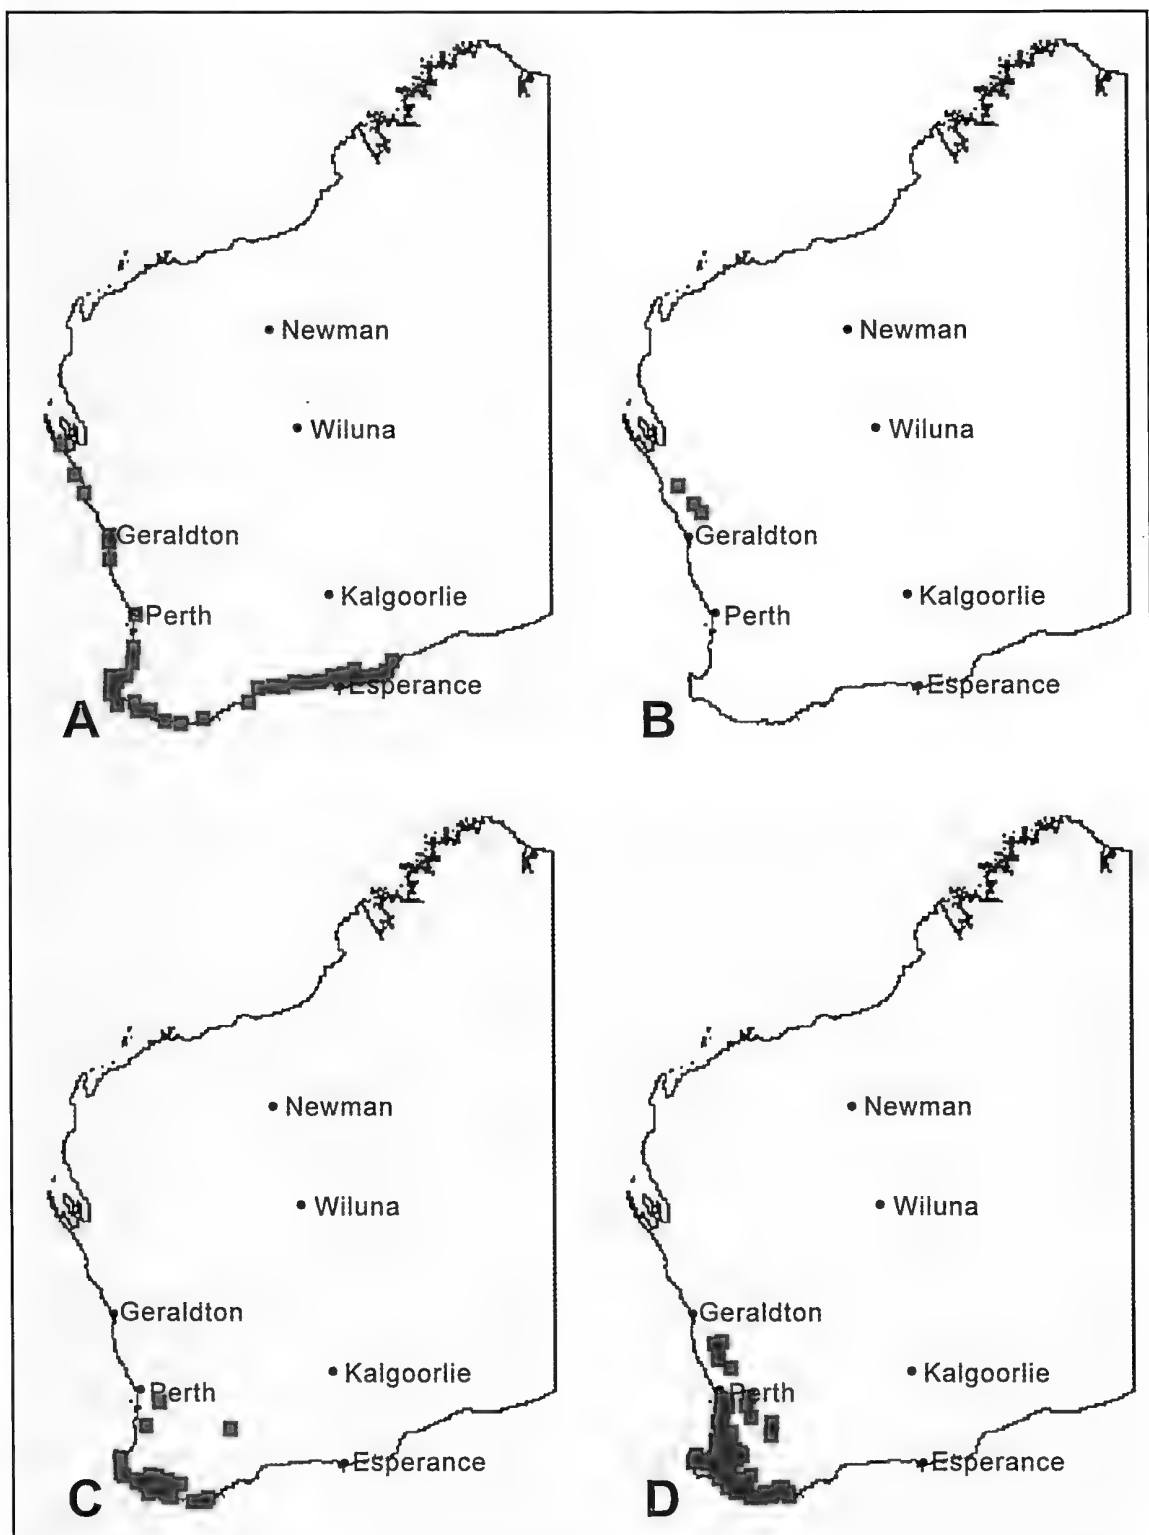 Newman
Newman
Wiluna
Wiluna
Geraldton
Geraldton
Kalgoorlie
Kalgoorlie
Perth
Perth
Esperance
Esperance
A
B
Newman
Newman
Wiluna
Wiluna
Geraldton
Geraldton
Kalgoorlie
Kalgoorlie
Perth
Perth
Esperance
Esperance
C
D